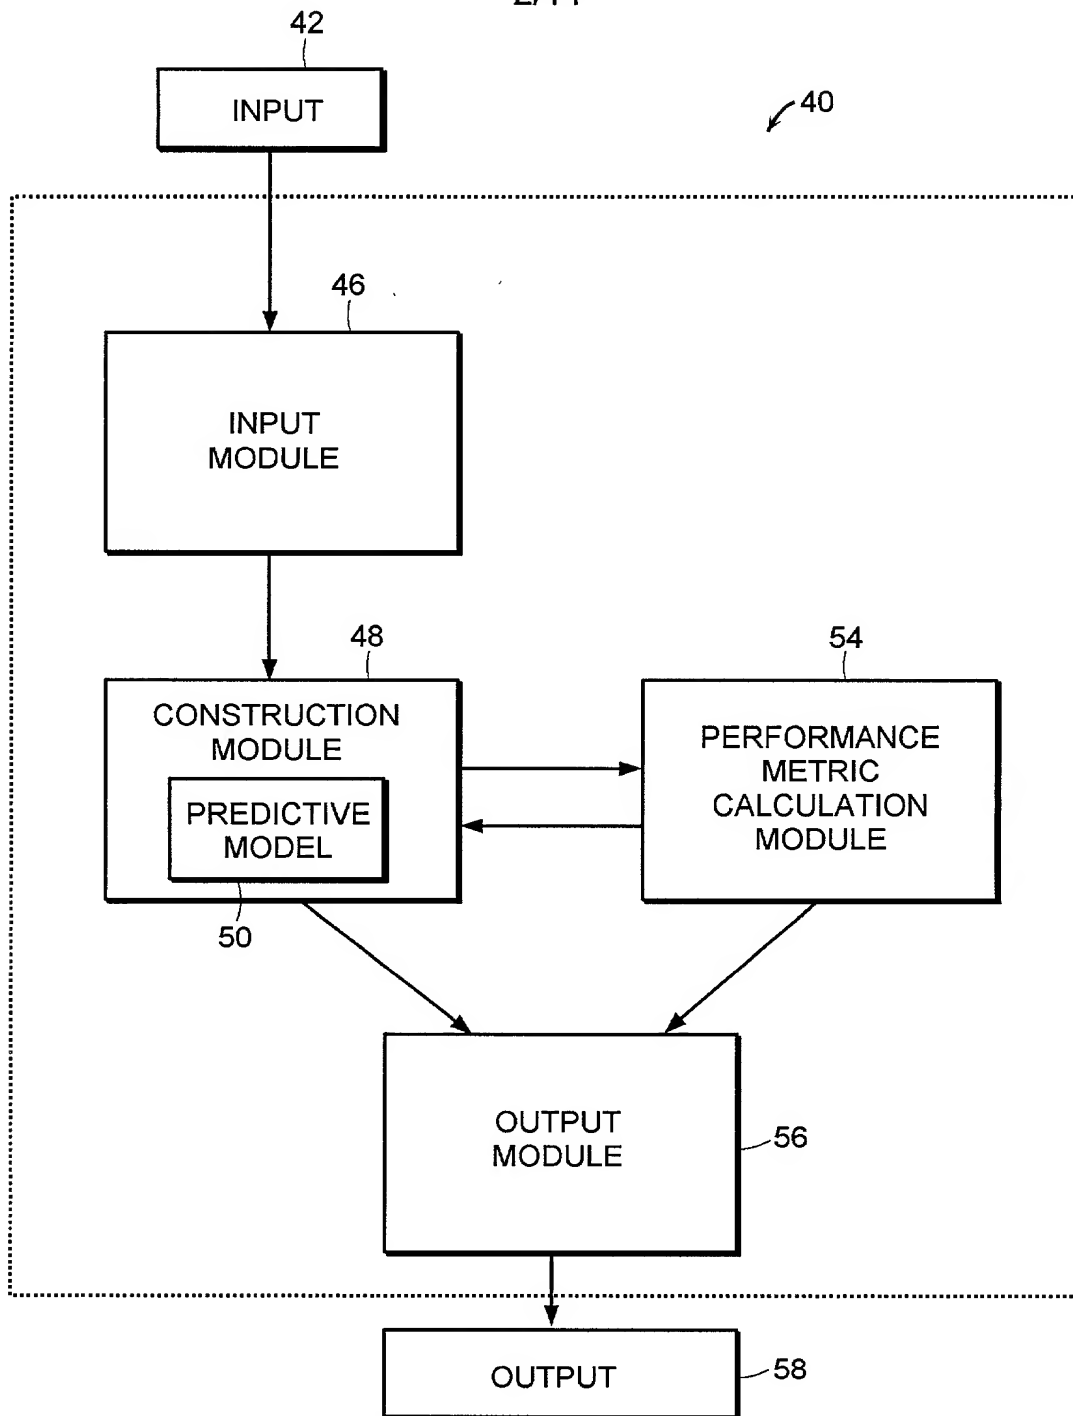 42
INPUT
40
46
INPUT
MODULE
48
54
CONSTRUCTION
MODULE
PERFORMANCE
METRIC
CALCULATION
MODULE
PREDICTIVE
MODEL
50
OUTPUT
MODULE
56
OUTPUT
58